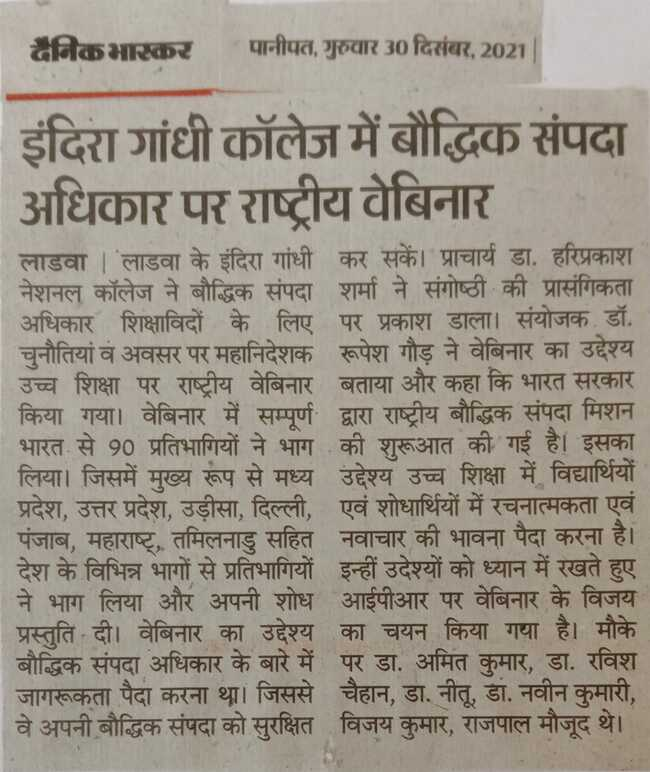 दैनिक भास्कर
पानीपत, गुरुवार 30 दिसंबर, 2021
इंदिरा गांधी कॉलेज में बौद्धिक संपदा
अधिकार पर राष्ट्रीय वेबिनार
लाडवा | लाडवा के इंदिरा गांधी
नेशनल कॉलेज ने बौद्धिक संपदा
अधिकार शिक्षाविदों के लिए
चुनौतियां व अवसर पर महानिदेशक
उच्च शिक्षा पर राष्ट्रीय वेबिनार
किया गया। वेबिनार में सम्पूर्ण
भारत से 90 प्रतिभागियों ने भाग
लिया। जिसमें मुख्य रूप से मध्य
प्रदेश, उत्तर प्रदेश, उड़ीसा, दिल्ली,
पंजाब, महाराष्ट्, तमिलनाडु सहित
देश के विभिन्न भागों से प्रतिभागियों
ने भाग लिया और अपनी शोध
प्रस्तुति दी। वेबिनार का उद्देश्य
बौद्धिक संपदा अधिकार के बारे में
जागरूकता पैदा करना था। जिससे
वे अपनी बौद्धिक संपदा को सुरक्षित
कर सकें। प्राचार्य डा. हरिप्रकाश
शर्मा ने संगोष्ठी की प्रासंगिकता
पर प्रकाश डाला। संयोजक डॉ.
रूपेश गौड़ ने वेबिनार का उद्देश्य
बताया और कहा कि भारत सरकार
द्वारा राष्ट्रीय बौद्धिक संपदा मिशन
की शुरूआत की गई है। इसका
उद्देश्य उच्च शिक्षा में विद्यार्थियों
एवं शोधार्थियों में रचनात्मकता एवं
नवाचार की भावना पैदा करना है।
इन्हीं उदेश्यों को ध्यान में रखते हुए
आईपीआर पर वेबिनार के विजय
का चयन किया गया है। मौके
पर डा. अमित कुमार, डा. रविश
चैहान, डा. नीतू, डा. नवीन कुमारी,
विजय कुमार, राजपाल मौजूद थे।